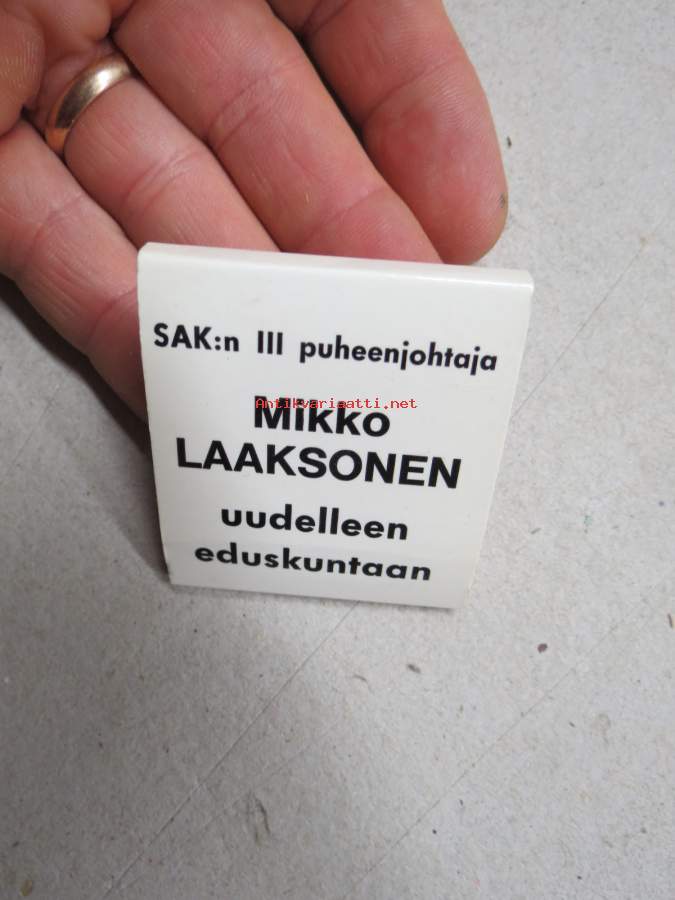 SAK:n III puheenjohtaja
Mikko
Antikvariaatti.net
LAAKSONEN
uudelleen
eduskuntaan